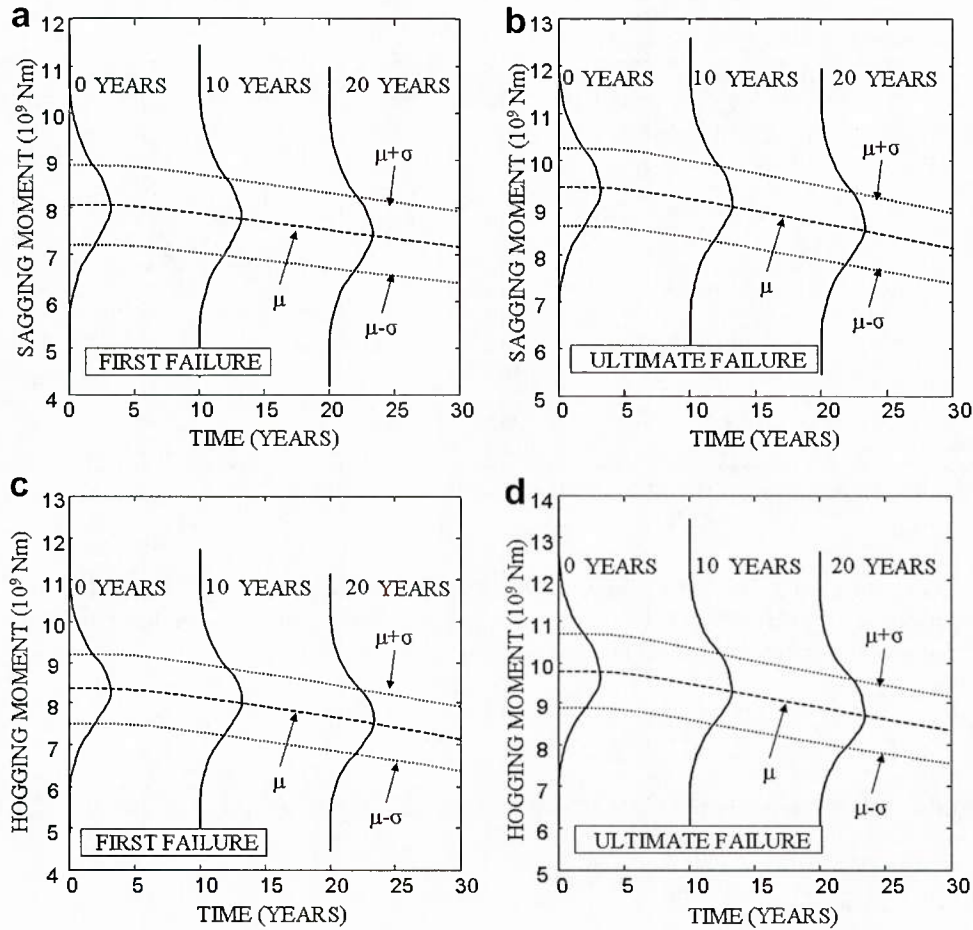 a
12
11
10
9
8
7
6
5
4
SAGGING MOMENT (10⁹ Nm)
0 YEARS
10 YEARS
20 YEARS
μ+σ
μ
μ-σ
FIRST FAILURE
0 5 10 15 20 25 30
TIME (YEARS)
b
13
12
11
10
9
8
7
6
5
SAGGING MOMENT (10⁹ Nm)
0 YEARS
10 YEARS
20 YEARS
μ+σ
μ
μ-σ
ULTIMATE FAILURE
0 5 10 15 20 25 30
TIME (YEARS)
c
13
12
11
10
9
8
7
6
5
4
HOGGING MOMENT (10⁹ Nm)
0 YEARS
10 YEARS
20 YEARS
μ+σ
μ
μ-σ
FIRST FAILURE
0 5 10 15 20 25 30
TIME (YEARS)
d
14
13
12
11
10
9
8
7
6
5
HOGGING MOMENT (10⁹ Nm)
0 YEARS
10 YEARS
20 YEARS
μ+σ
μ
μ-σ
ULTIMATE FAILURE
0 5 10 15 20 25 30
TIME (YEARS)